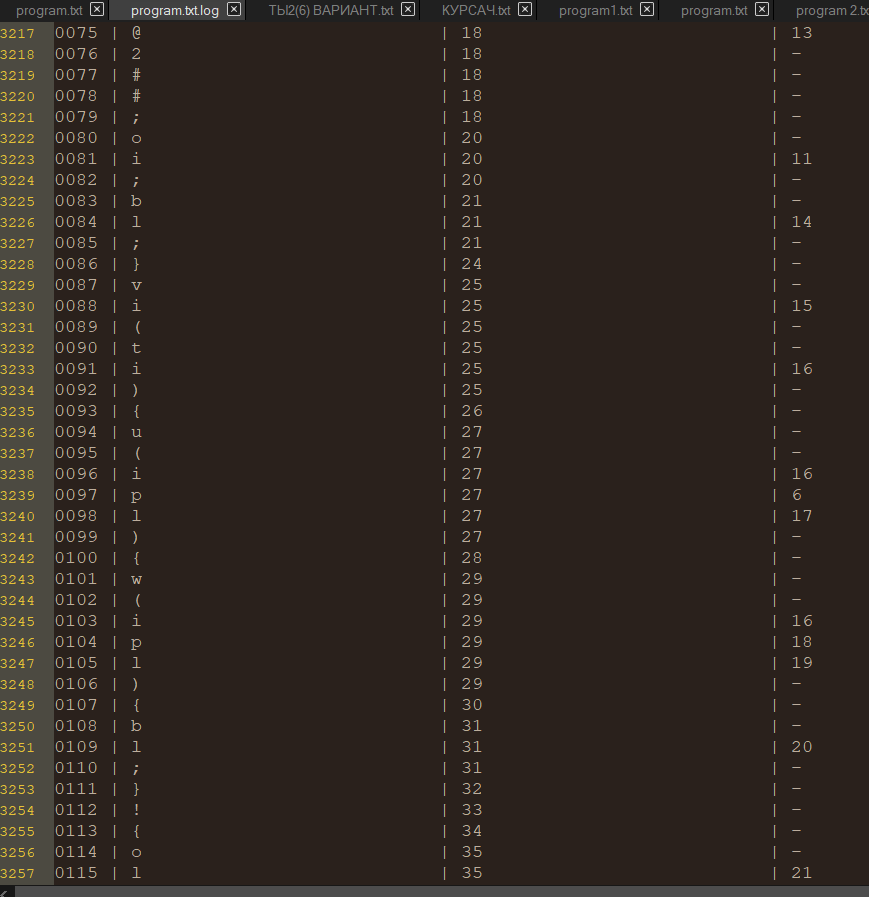 program.txt program.txt.log ТЫ2(6) ВАРИАНТ.txt КУРСАЧ.txt program1.txt program.txt program 2.tx
3217 0075 | @ | 18 | 13
3218 0076 | 2 | 18 | –
3219 0077 | # | 18 | –
3220 0078 | # | 18 | –
3221 0079 | ; | 18 | –
3222 0080 | o | 20 | –
3223 0081 | i | 20 | 11
3224 0082 | ; | 20 | –
3225 0083 | b | 21 | –
3226 0084 | l | 21 | 14
3227 0085 | ; | 21 | –
3228 0086 | } | 24 | –
3229 0087 | v | 25 | –
3230 0088 | i | 25 | 15
3231 0089 | ( | 25 | –
3232 0090 | t | 25 | –
3233 0091 | i | 25 | 16
3234 0092 | ) | 25 | –
3235 0093 | { | 26 | –
3236 0094 | u | 27 | –
3237 0095 | ( | 27 | –
3238 0096 | i | 27 | 16
3239 0097 | p | 27 | 6
3240 0098 | l | 27 | 17
3241 0099 | ) | 27 | –
3242 0100 | { | 28 | –
3243 0101 | w | 29 | –
3244 0102 | ( | 29 | –
3245 0103 | i | 29 | 16
3246 0104 | p | 29 | 18
3247 0105 | l | 29 | 19
3248 0106 | ) | 29 | –
3249 0107 | { | 30 | –
3250 0108 | b | 31 | –
3251 0109 | l | 31 | 20
3252 0110 | ; | 31 | –
3253 0111 | } | 32 | –
3254 0112 | ! | 33 | –
3255 0113 | { | 34 | –
3256 0114 | o | 35 | –
3257 0115 | l | 35 | 21